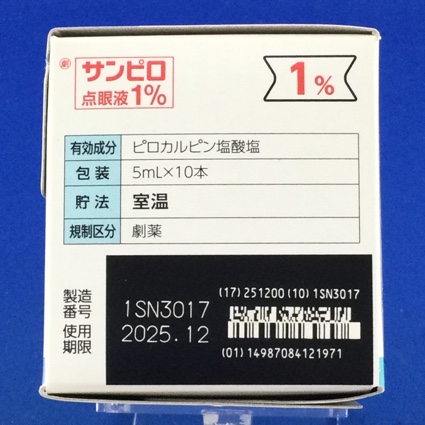 劇 サンピロ
点眼液1%
1%
有効成分 ピロカルピン塩酸塩
包装 5mL×10本
貯法 室温
規制区分 劇薬
製造番号 1SN3017
使用期限 2025.12
(17)251200(10)1SN3017
(01)14987084121971